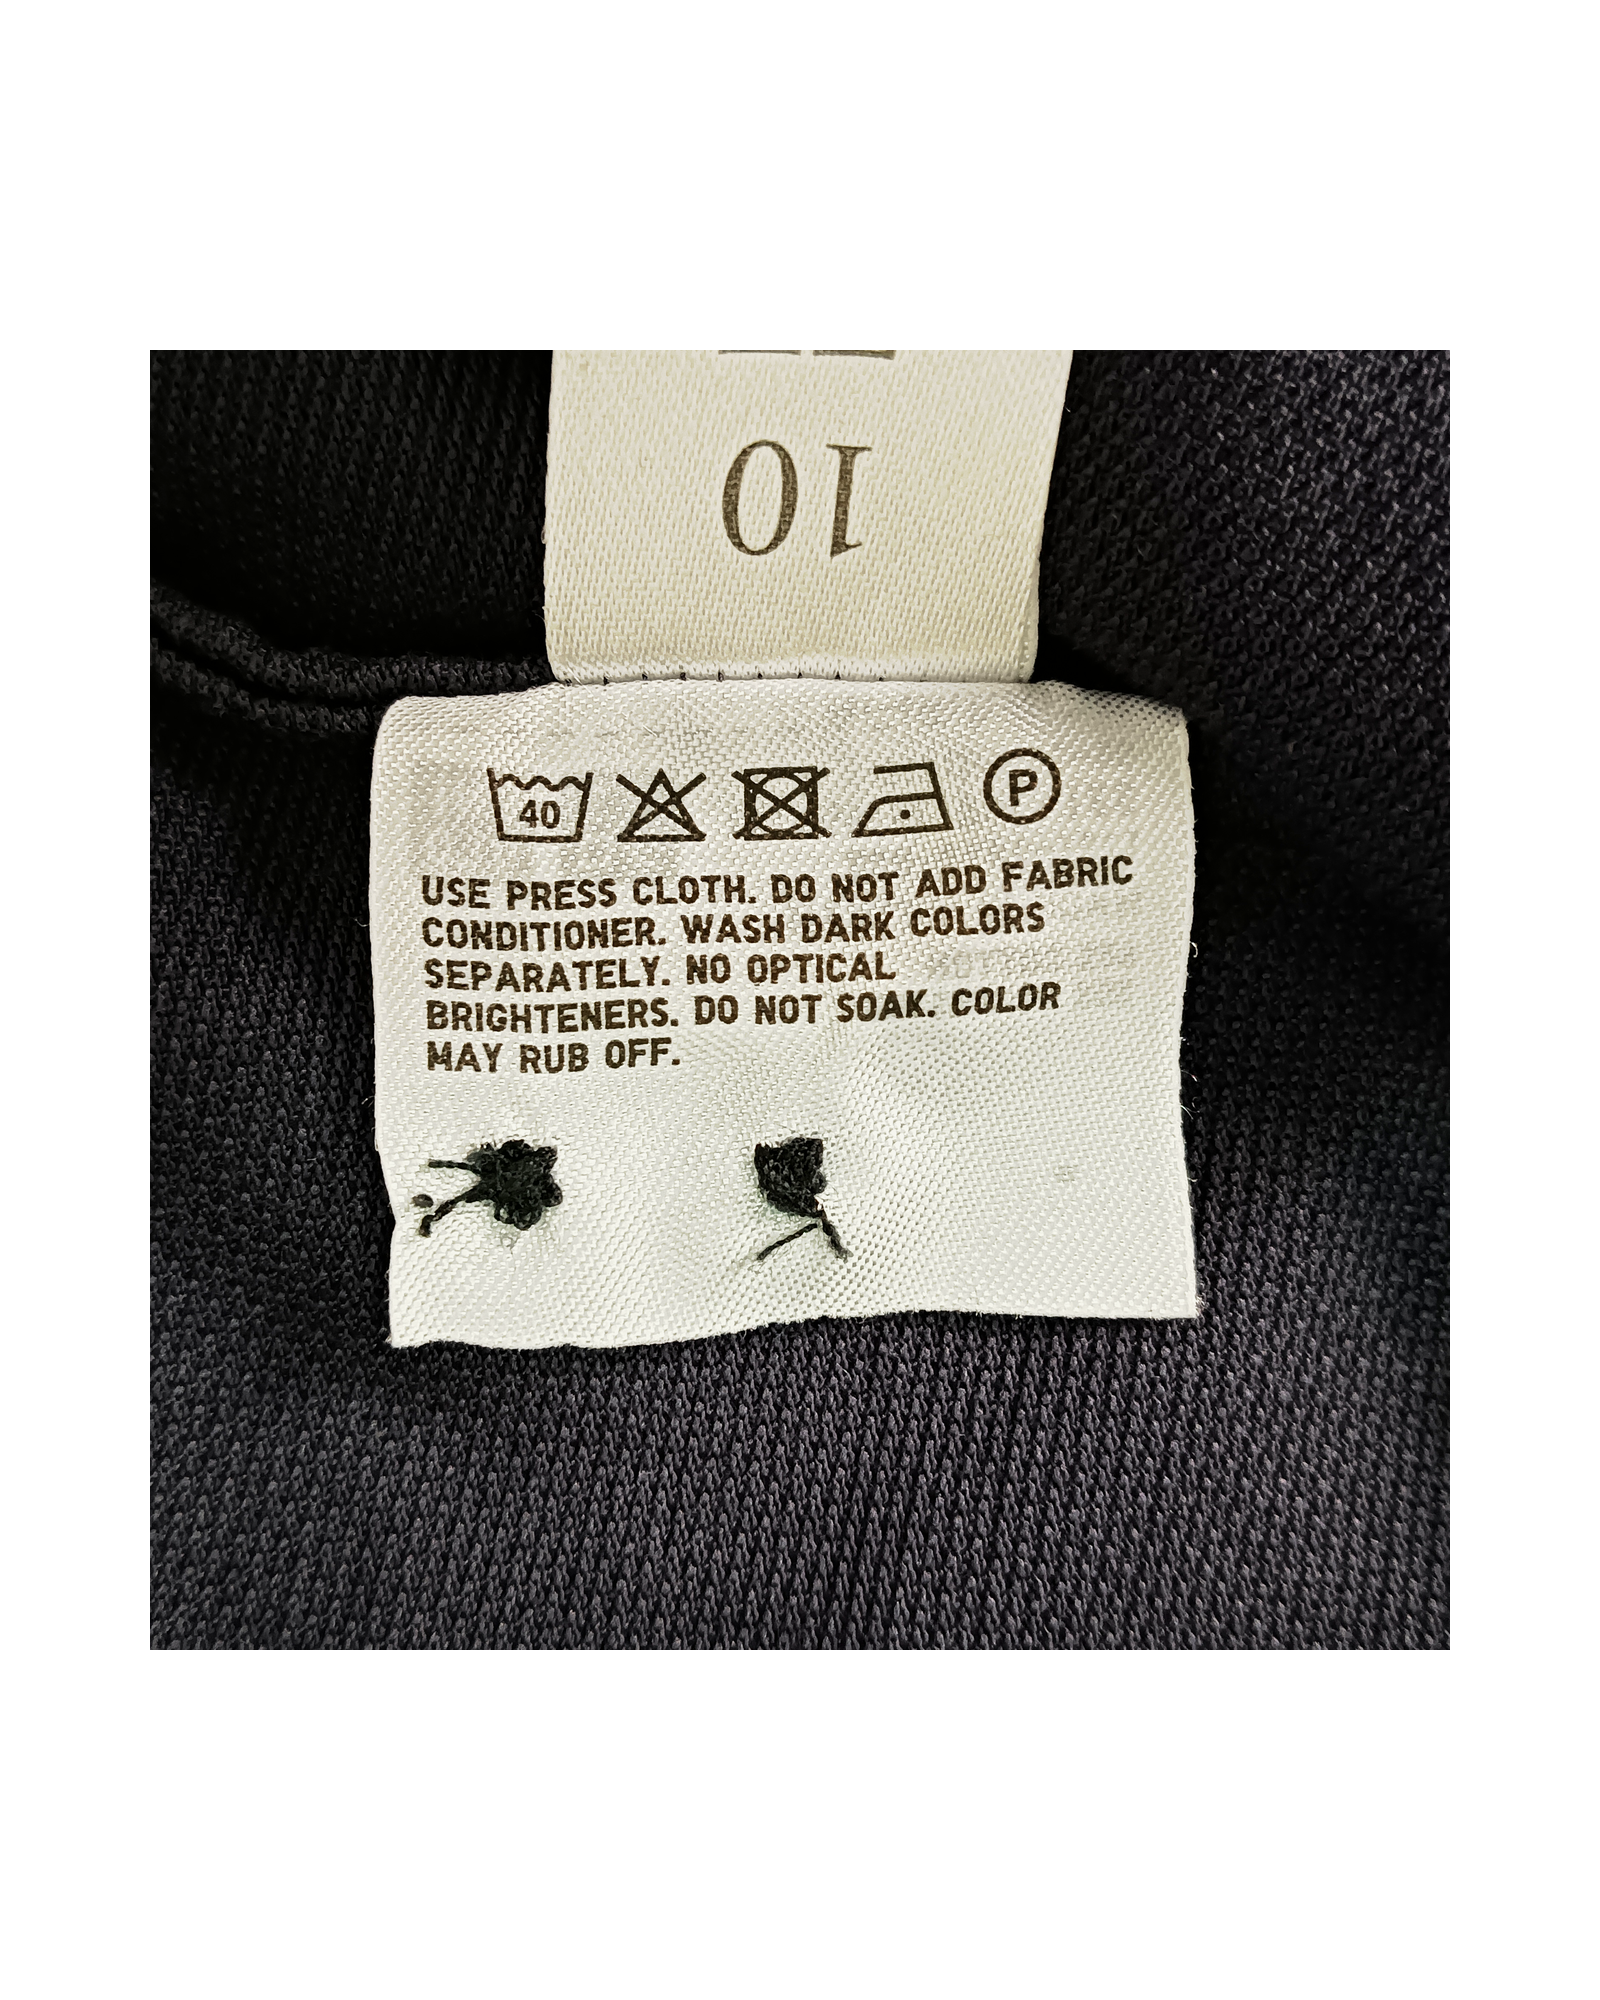 10
40 P
USE PRESS CLOTH. DO NOT ADD FABRIC
CONDITIONER. WASH DARK COLORS
SEPARATELY. NO OPTICAL
BRIGHTENERS. DO NOT SOAK. COLOR
MAY RUB OFF.